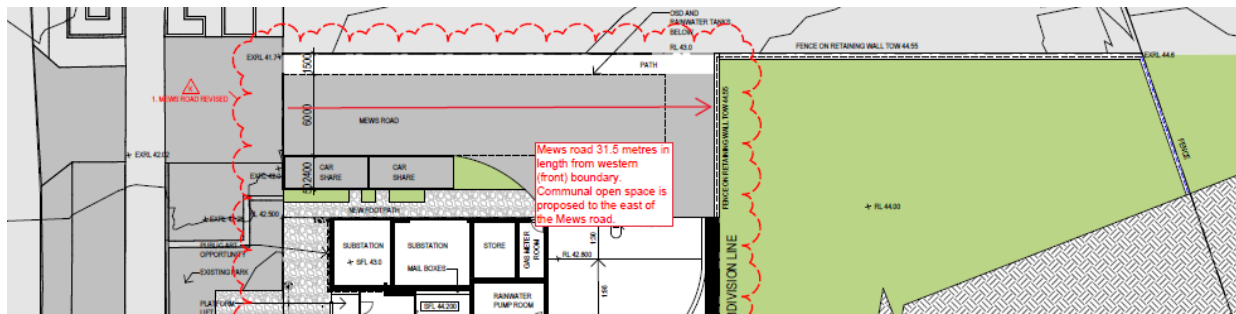 OSD AND
RAINWATER TANKS
BELOW
RL 43.0
FENCE ON RETAINING WALL TOW 44.55
EXRL 44.6
EXRL 41.74
1500
PATH
X
1. MEWS ROAD REVISED
6000
MEWS ROAD
FENCE ON RETAINING WALL TOW 44.55
FENCE
EXRL 42.02
Mews road 31.5 metres in
length from western
(front) boundary.
Communal open space is
proposed to the east of
the Mews road.
2400
CAR
SHARE
CAR
SHARE
RL 44.00
RL 42.500
NEW FOOTPATH
PUBLIC ART
OPPORTUNITY
SUBSTATION
SUBSTATION
STORE
GAS METER
ROOM
1:50
RL 42.800
SFL 43.0
MAIL BOXES
EXISTING PARK
PLATFORM
LIFT
SFL 44.200
RAINWATER
PUMP ROOM
1:50
DIVISION LINE